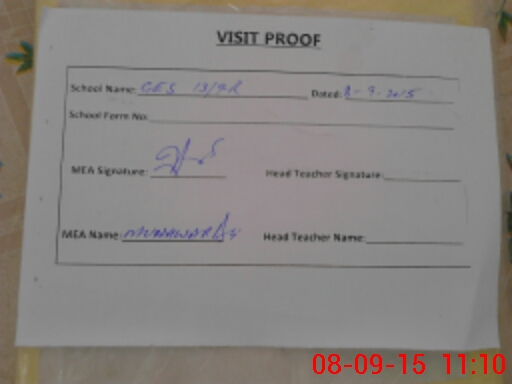 VISIT PROOF
School Name: GES 13/9R Dated: 8-9-2015
School Form No.
MEA Signature: Head Teacher Signature:
MEA Name: Head Teacher Name:
08-09-15 11:10